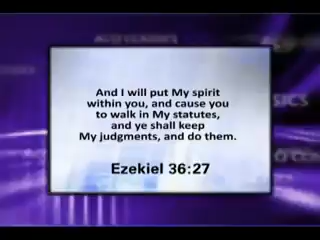 And I will put My spirit
within you, and cause you
to walk in My statutes,
and ye shall keep
My judgments, and do them.
Ezekiel 36:27